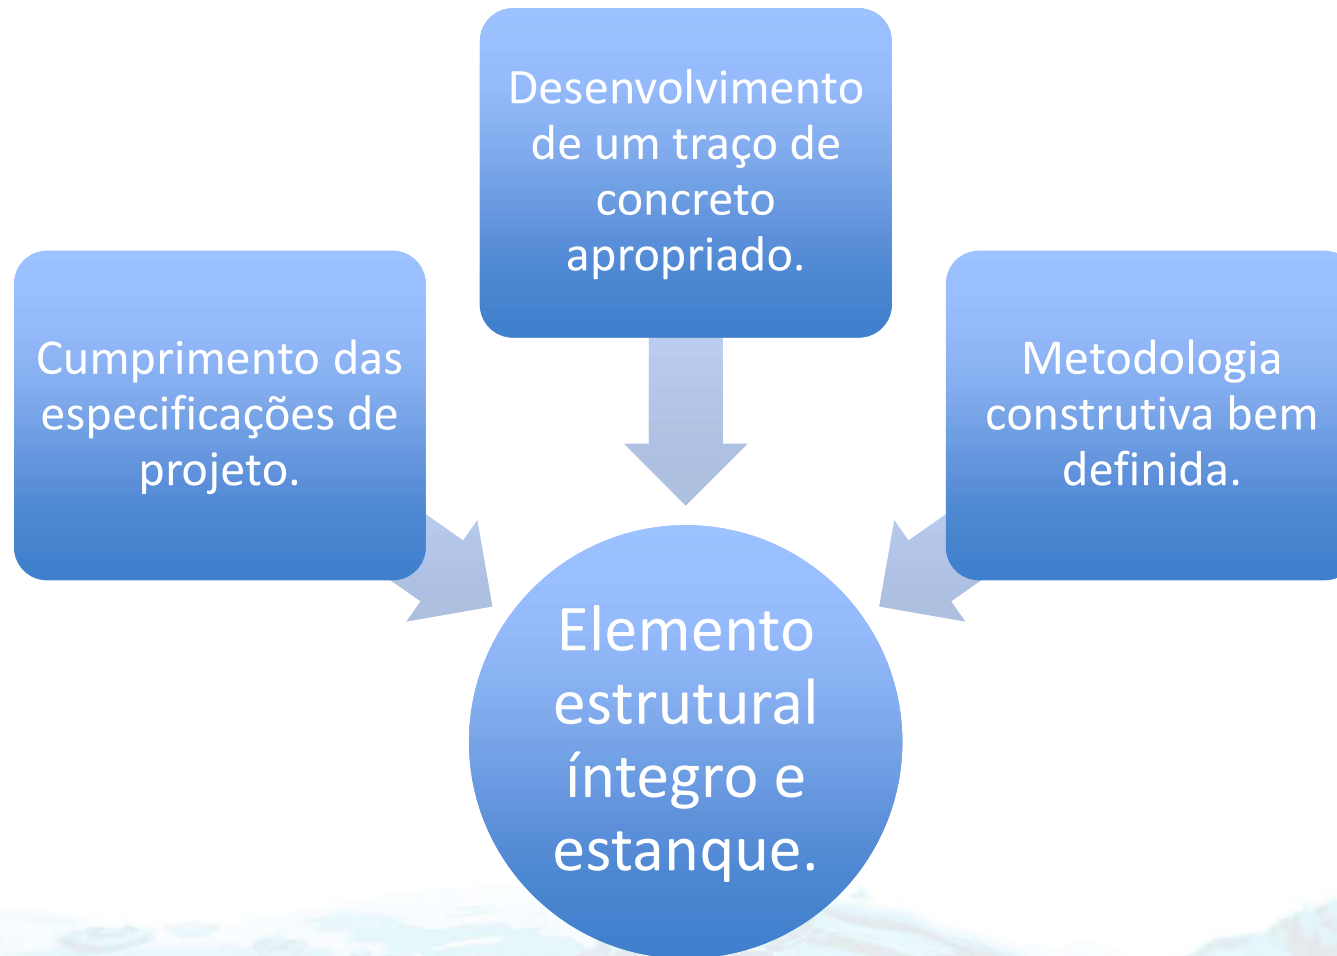 Desenvolvimento
de um traço de
concreto
apropriado.
Cumprimento das
especificações de
projeto.
Metodologia
construtiva bem
definida.
Elemento
estrutural
íntegro e
estanque.